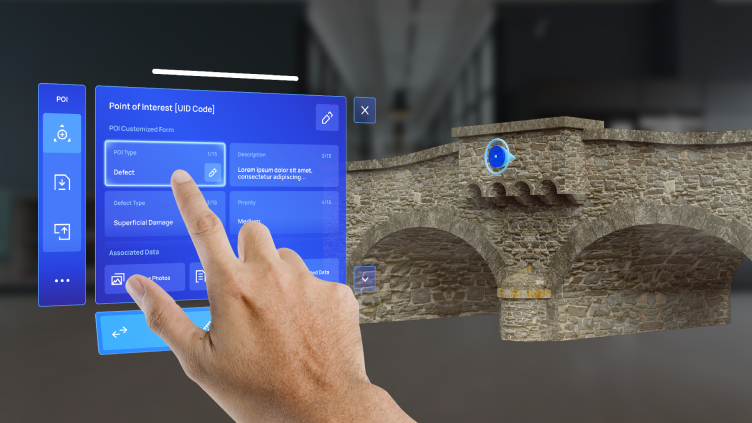 POI
Point of Interest [UID Code]
POI Customized Form
POI Type 1/15
Defect
Description 2/15
Lorem ipsum dolor sit amet,
consectetur adipiscing...
Defect Type /15
Superficial Damage
Priority 4/15
Associated Data
Photos
Data